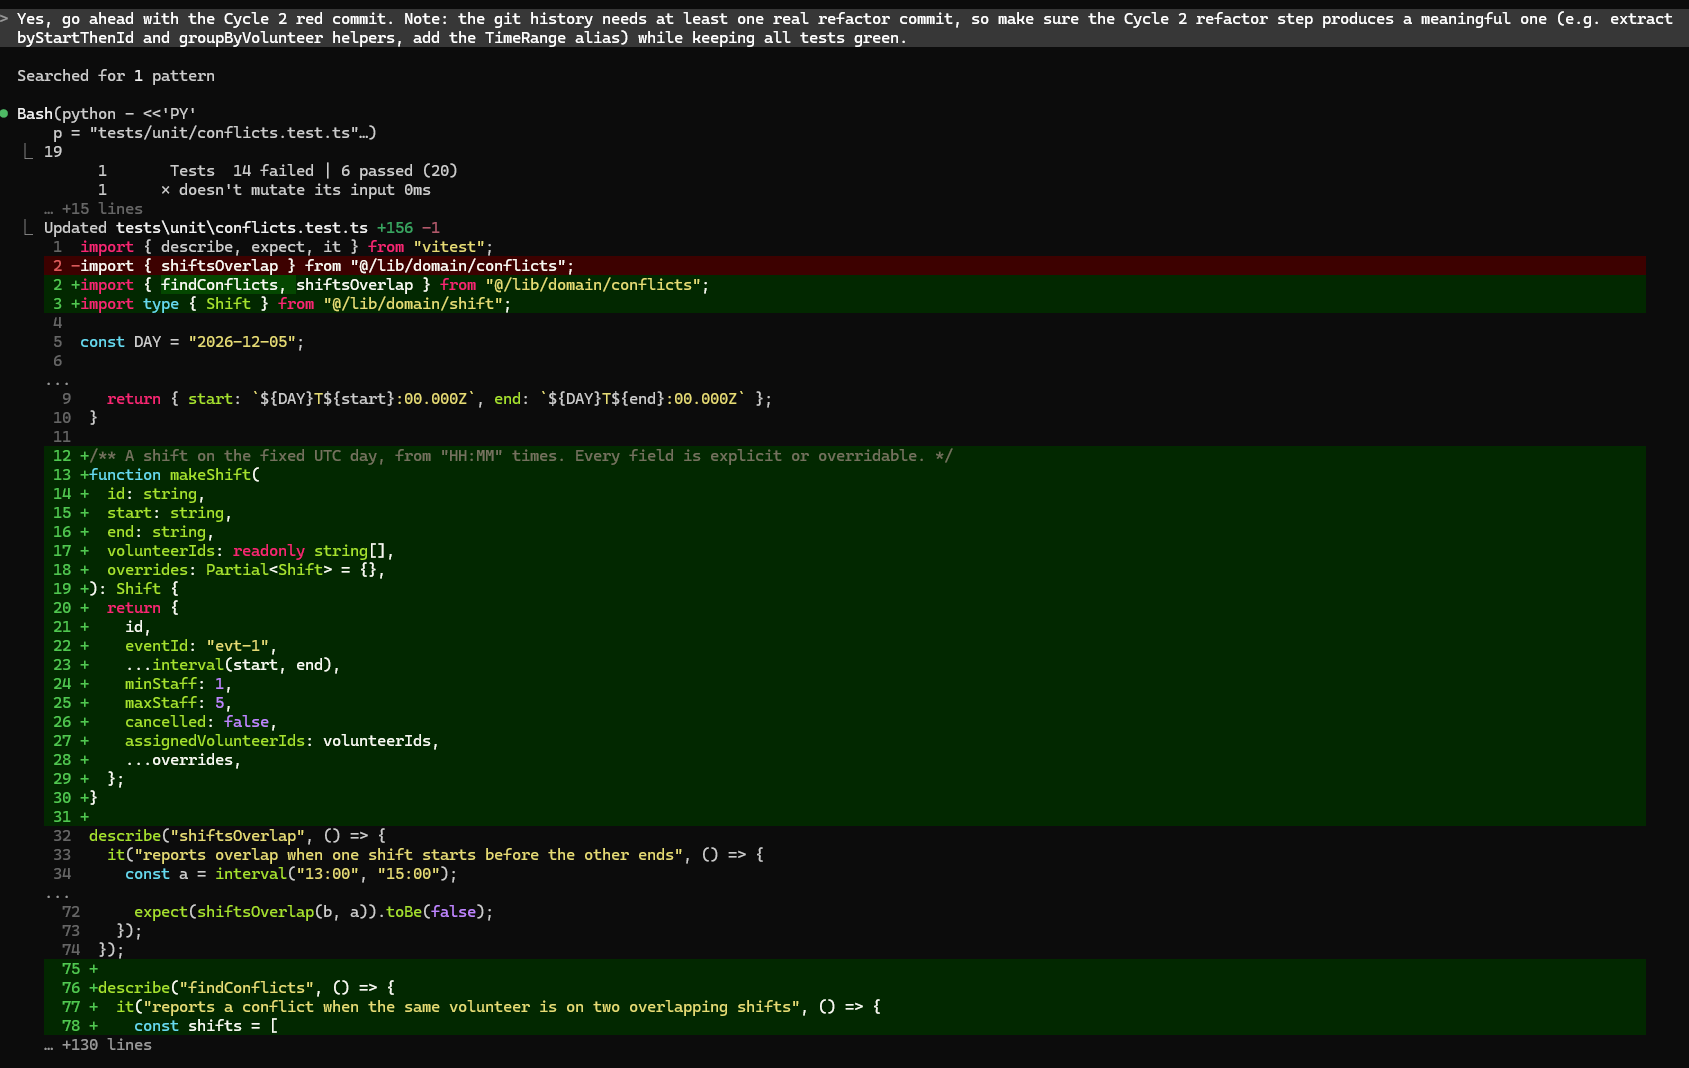 > Yes, go ahead with the Cycle 2 red commit. Note: the git history needs at least one real refactor commit, so make sure the Cycle 2 refactor step produces a meaningful one (e.g. extract
byStartThenId and groupByVolunteer helpers, add the TimeRange alias) while keeping all tests green.
Searched for 1 pattern
● Bash(python - <<'PY'
p = "tests/unit/conflicts.test.ts"…)
⎿ 19
1 Tests 14 failed | 6 passed (20)
1 × doesn't mutate its input 0ms
… +15 lines
⎿ Updated tests\unit\conflicts.test.ts +156 -1
1 import { describe, expect, it } from "vitest";
2 -import { shiftsOverlap } from "@/lib/domain/conflicts";
2 +import { findConflicts, shiftsOverlap } from "@/lib/domain/conflicts";
3 +import type { Shift } from "@/lib/domain/shift";
4
5 const DAY = "2026-12-05";
6
...
9 return { start: `${DAY}T${start}:00.000Z`, end: `${DAY}T${end}:00.000Z` };
10 }
11
12 +/** A shift on the fixed UTC day, from "HH:MM" times. Every field is explicit or overridable. */
13 +function makeShift(
14 + id: string,
15 + start: string,
16 + end: string,
17 + volunteerIds: readonly string[],
18 + overrides: Partial<Shift> = {},
19 +): Shift {
20 + return {
21 + id,
22 + eventId: "evt-1",
23 + ...interval(start, end),
24 + minStaff: 1,
25 + maxStaff: 5,
26 + cancelled: false,
27 + assignedVolunteerIds: volunteerIds,
28 + ...overrides,
29 + };
30 +}
31 +
32 describe("shiftsOverlap", () => {
33 it("reports overlap when one shift starts before the other ends", () => {
34 const a = interval("13:00", "15:00");
...
72 expect(shiftsOverlap(b, a)).toBe(false);
73 });
74 });
75 +
76 +describe("findConflicts", () => {
77 + it("reports a conflict when the same volunteer is on two overlapping shifts", () => {
78 + const shifts = [
… +130 lines